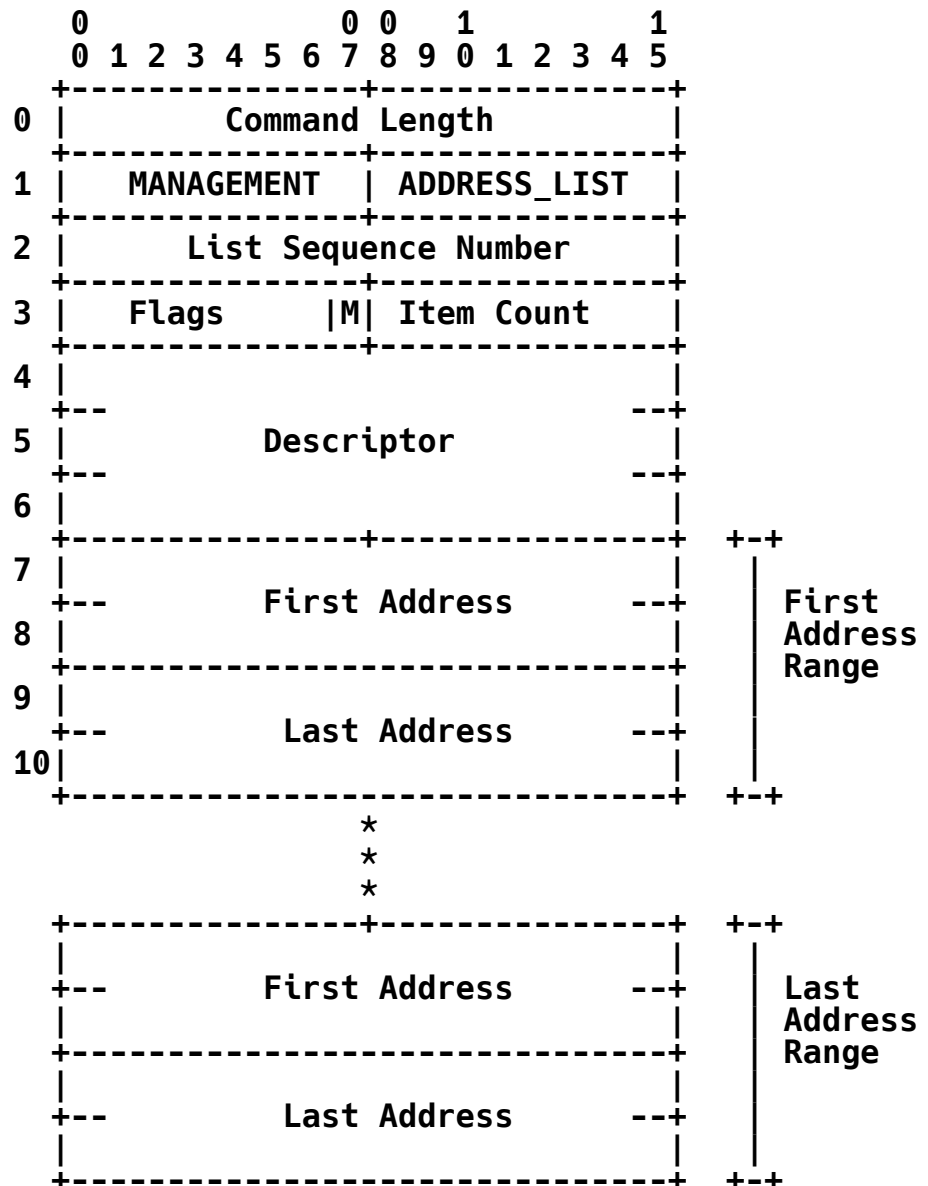 0             0 0   1         1
   0 1 2 3 4 5 6 7 8 9 0 1 2 3 4 5
  +---------------+---------------+
0 |        Command Length         |
  +---------------+---------------+
1 |   MANAGEMENT  | ADDRESS_LIST  |
  +---------------+---------------+
2 |      List Sequence Number     |
  +---------------+---------------+
3 |   Flags     |M| Item Count    |
  +---------------+---------------+
4 |                               |
  +--                           --+
5 |          Descriptor           |
  +--                           --+
6 |                               |
  +---------------+---------------+  +-+
7 |                               |   |
  +--        First Address      --+   | First
8 |                               |   | Address
  +-------------------------------+   | Range
9 |                               |   |
  +--         Last Address      --+   |
10|                               |   |
  +-------------------------------+  +-+
                  *
                  *
                  *
  +---------------+---------------+  +-+
  |                               |   |
  +--        First Address      --+   | Last
  |                               |   | Address
  +-------------------------------+   | Range
  |                               |   |
  +--         Last Address      --+   |
  |                               |   |
  +-------------------------------+  +-+